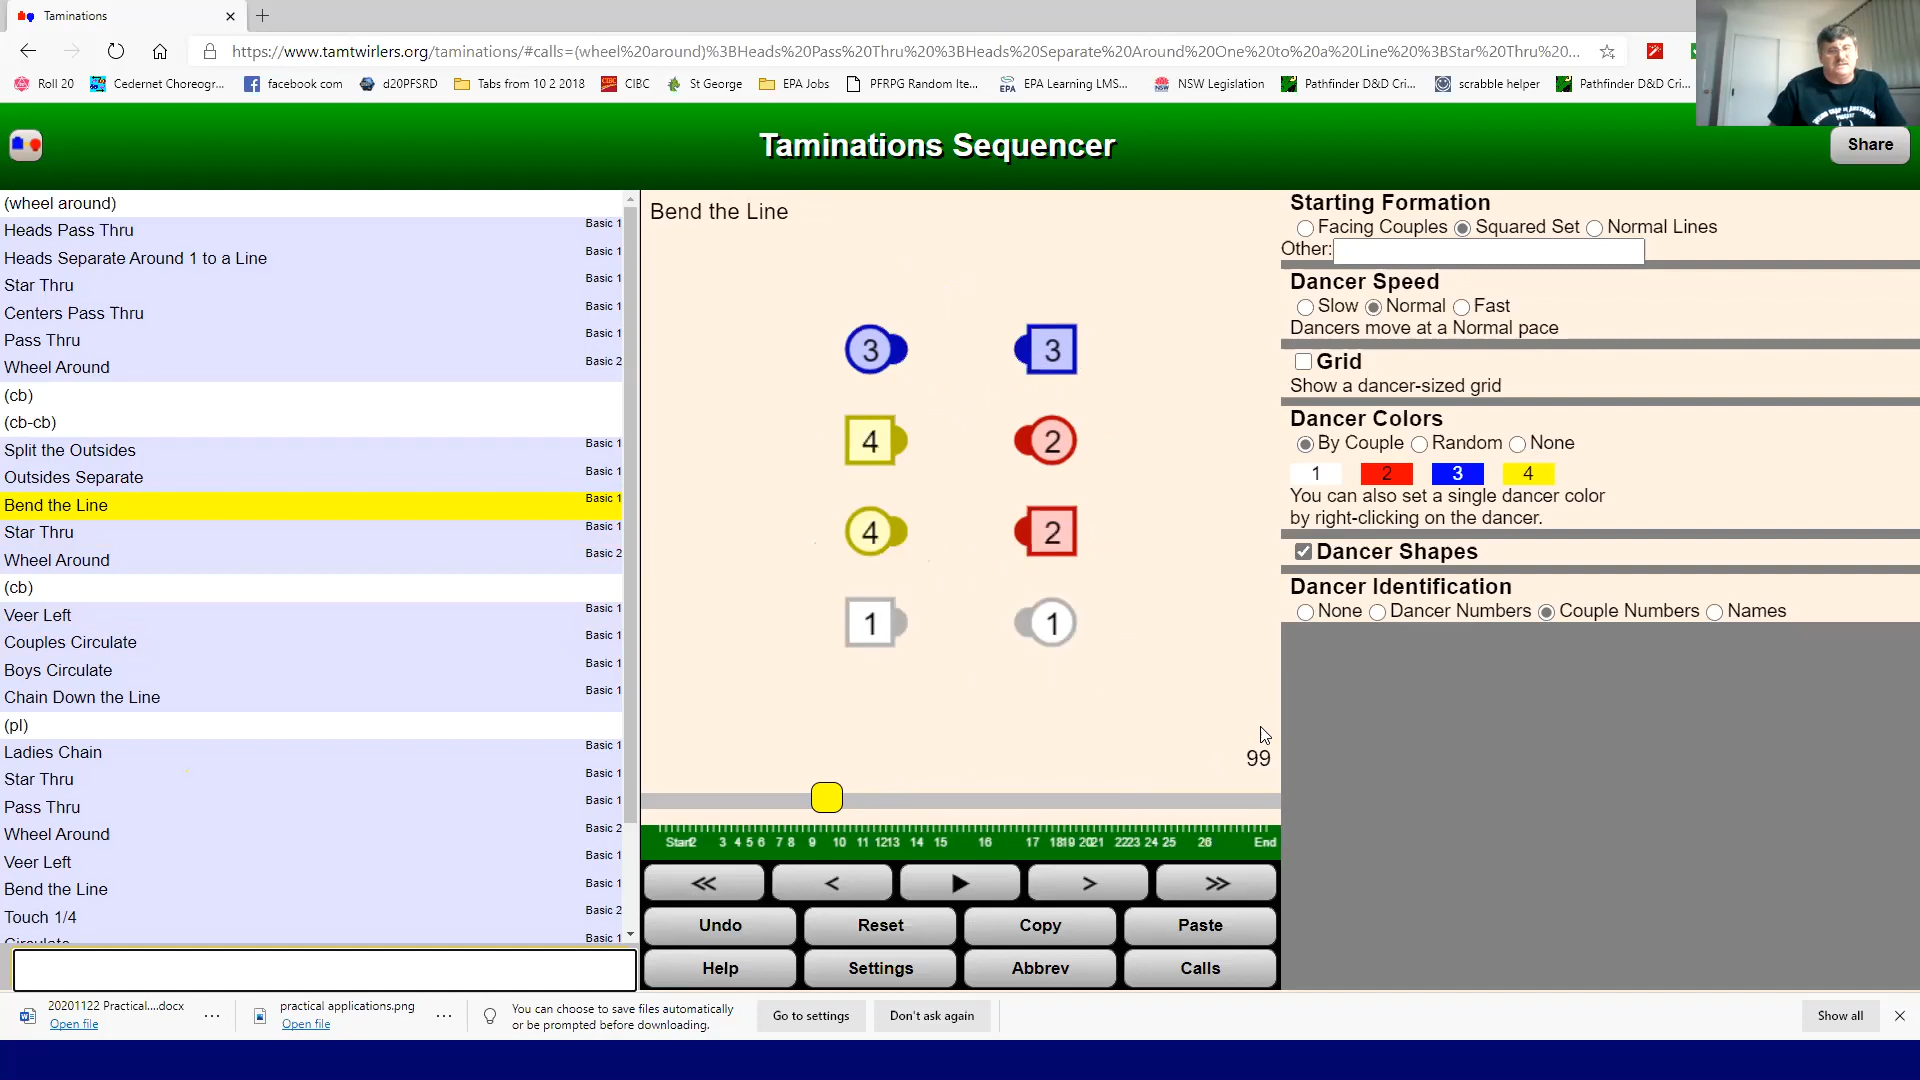 Taminations
https://www.tamtwirlers.org/taminations/#calls=(wheel%20around)%3BHeads%20Pass%20Thru%20%3BHeads%20Separate%20Around%20One%20to%20a%20Line%20%3BStar%20Thru%20...
Roll 20 Cedernet Choreogr... facebook.com d20PFSRD Tabs from 10 2 2018 CIBC St George EPA Jobs PFRPG Random Ite... EPA Learning LMS... NSW Legislation Pathfinder D&D Cri... scrabble helper Pathfinder D&D Cri...
Taminations Sequencer
Share
(wheel around)
Heads Pass Thru Basic 1
Heads Separate Around 1 to a Line Basic 1
Star Thru Basic 1
Centers Pass Thru Basic 1
Pass Thru Basic 1
Wheel Around Basic 2
(cb)
(cb-cb)
Split the Outsides Basic 1
Outsides Separate Basic 1
Bend the Line Basic 1
Star Thru Basic 1
Wheel Around Basic 2
(cb)
Veer Left Basic 1
Couples Circulate Basic 1
Boys Circulate Basic 1
Chain Down the Line Basic 1
(pl)
Ladies Chain Basic 1
Star Thru Basic 1
Pass Thru Basic 1
Wheel Around Basic 2
Veer Left Basic 1
Bend the Line Basic 1
Touch 1/4 Basic 2
Circulate Basic 1
Bend the Line
3 3
4 2
4 2
1 1
99
Start 2 3 4 5 6 7 8 9 10 11 12 13 14 15 16 17 18 19 20 21 22 23 24 25 26 End
Undo Reset Copy Paste
Help Settings Abbrev Calls
Starting Formation
Facing Couples Squared Set Normal Lines
Other:
Dancer Speed
Slow Normal Fast
Dancers move at a Normal pace
Grid
Show a dancer-sized grid
Dancer Colors
By Couple Random None
1 2 3 4
You can also set a single dancer color
by right-clicking on the dancer.
Dancer Shapes
Dancer Identification
None Dancer Numbers Couple Numbers Names
20201122 Practical....docx
Open file
practical applications.png
Open file
You can choose to save files automatically
or be prompted before downloading.
Go to settings
Don't ask again
Show all